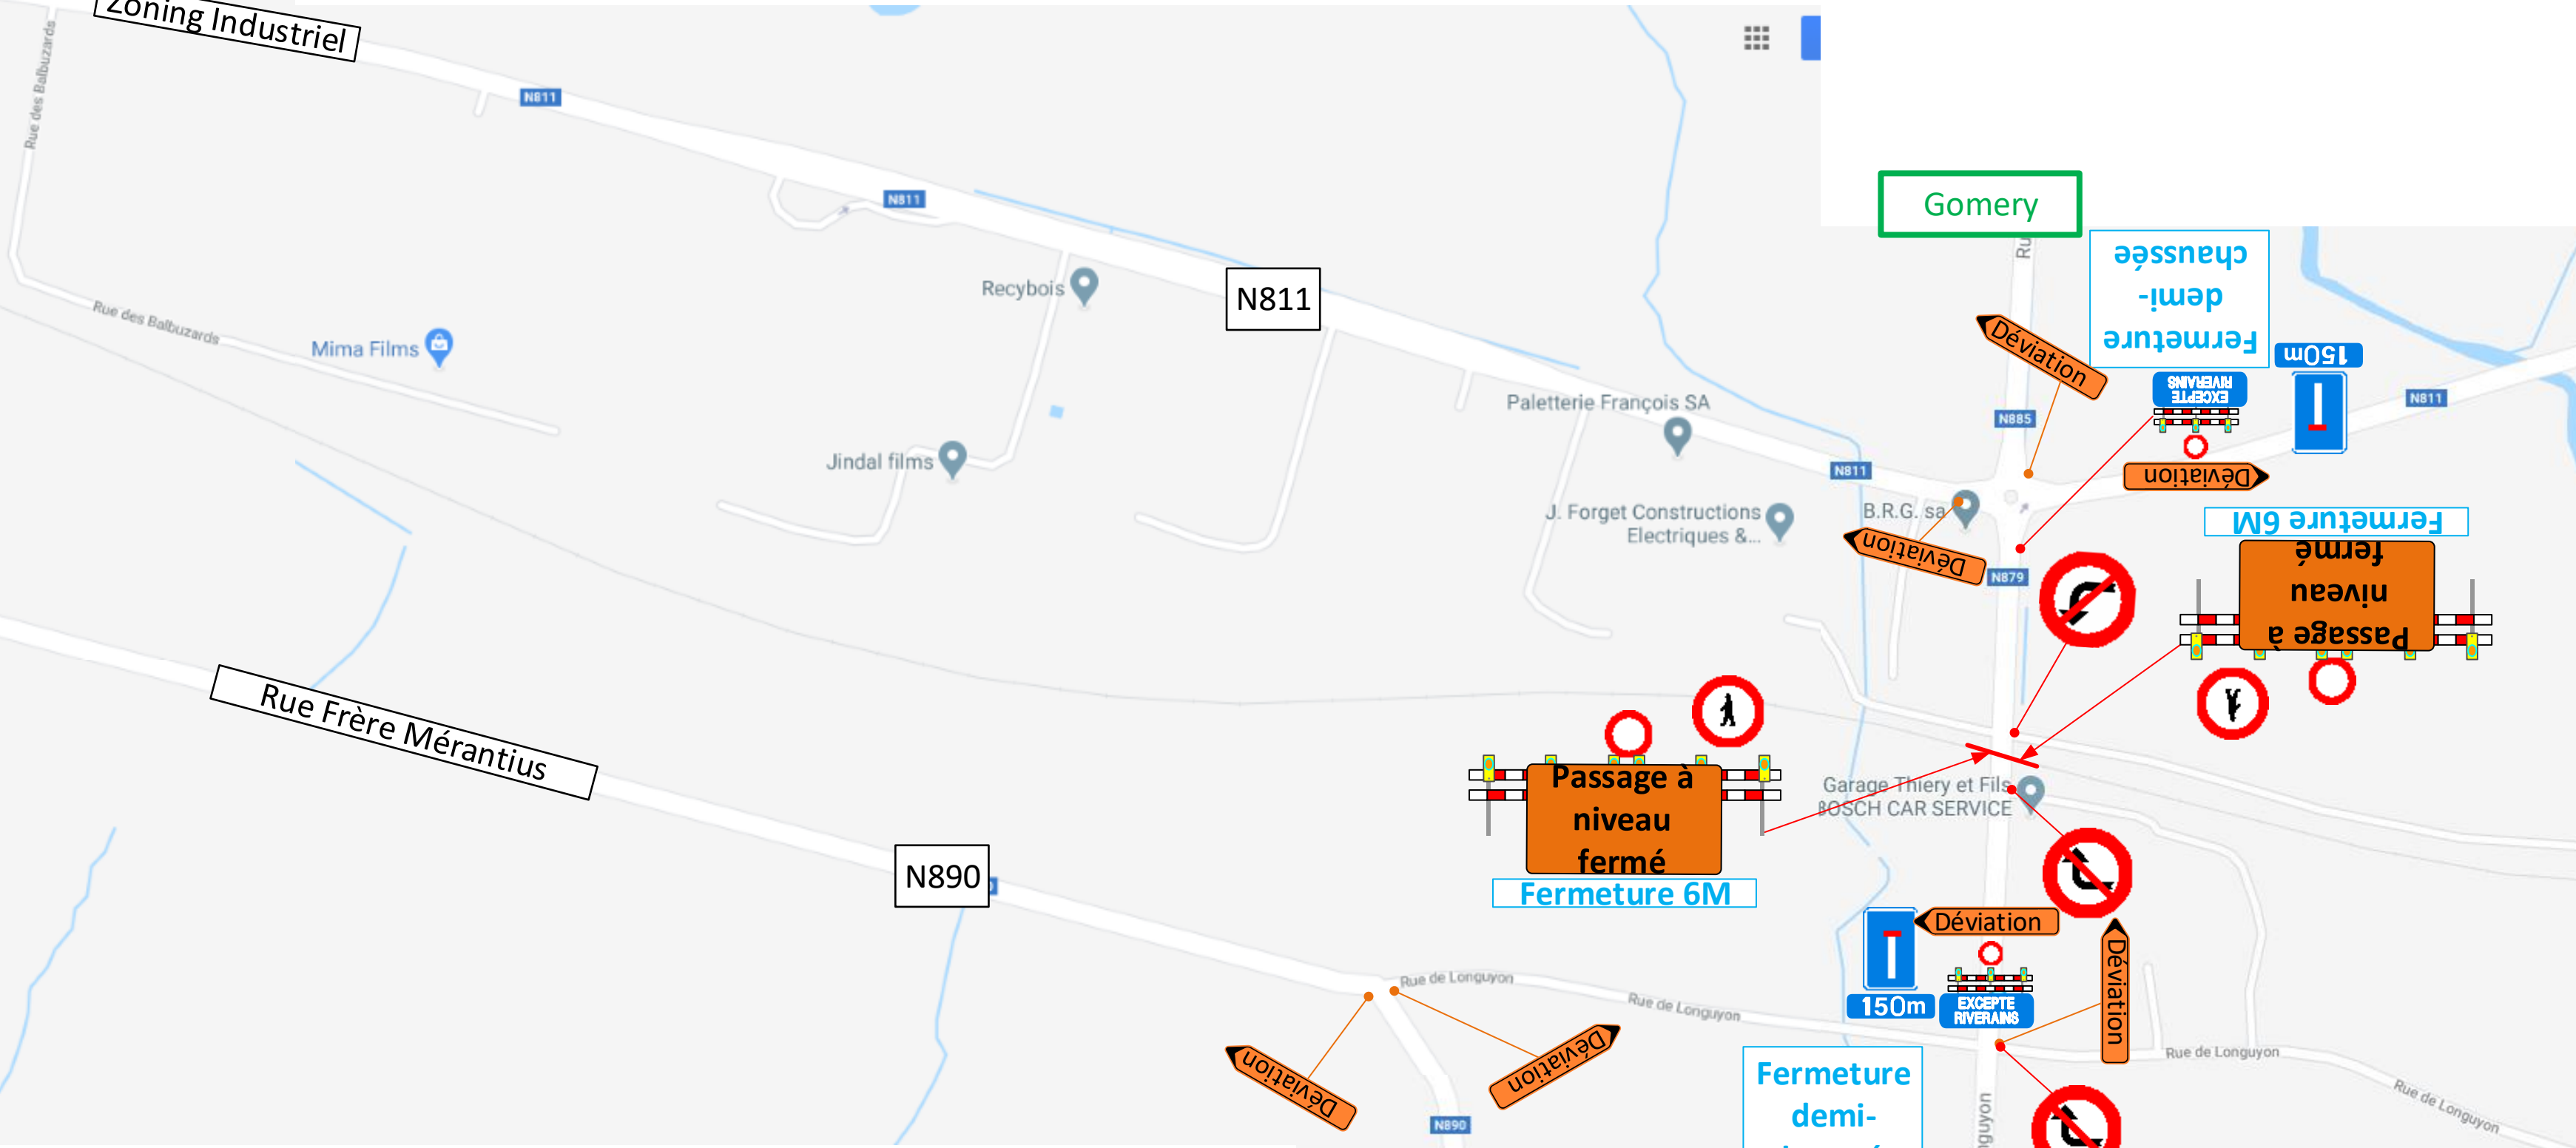 Zoning Industriel
Rue des Balbuzards
N811
N811
Gomery
Ru
Fermeture
demi-
chaussée
Recybois
N811
Déviation
150m
EXCEPTE
RIVERAINS
Rue des Balbuzards
Mima Films
Paletterie François SA
N885
N811
Jindal films
N811
Déviation
J. Forget Constructions
Electriques &...
B.R.G. sa
Déviation
Fermeture 6M
Passage à
niveau
fermé
N879
Rue Frère Mérantius
Passage à
niveau
fermé
Fermeture 6M
Garage Thiery et Fils
BOSCH CAR SERVICE
N890
Déviation
Déviation
150m
EXCEPTE
RIVERAINS
Rue de Longuyon
Rue de Longuyon
Rue de Longuyon
Rue de Longuyon
Déviation
Déviation
Fermeture
demi-
N890
guyon